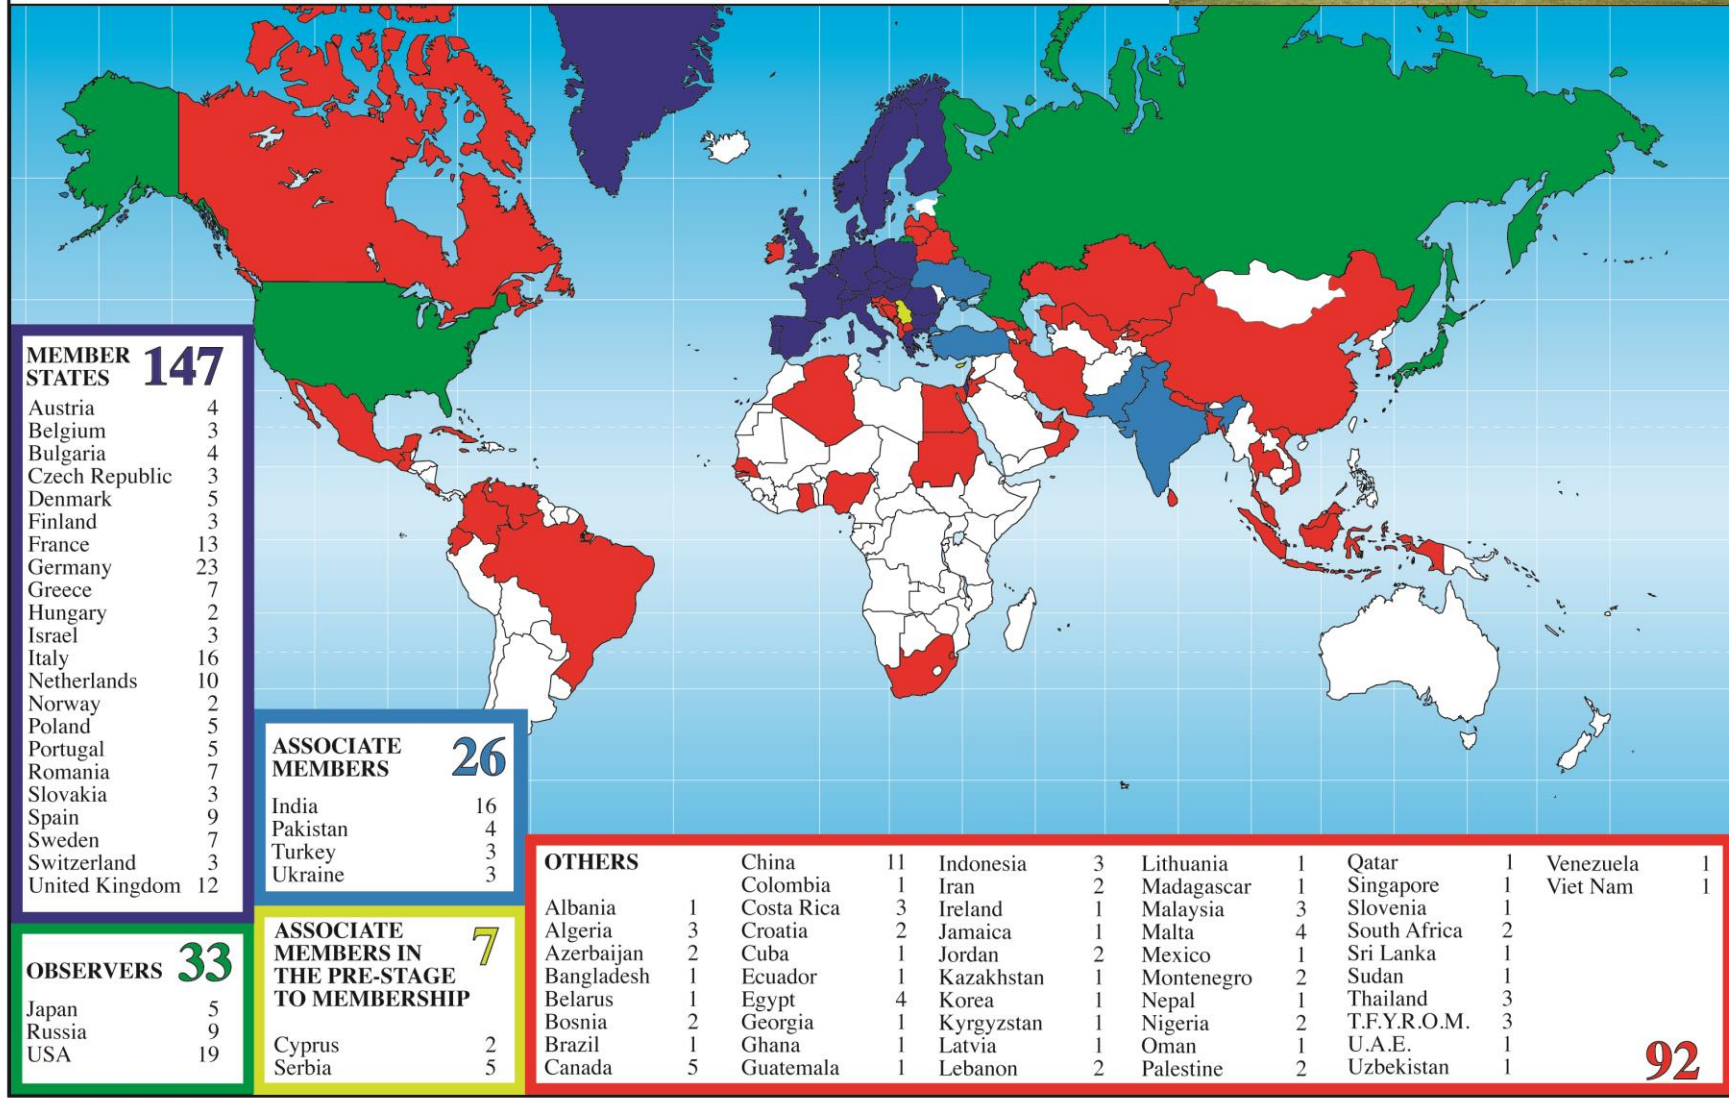 MEMBER
STATES 147
Austria 4
Belgium 3
Bulgaria 4
Czech Republic 3
Denmark 5
Finland 3
France 13
Germany 23
Greece 7
Hungary 2
Israel 3
Italy 16
Netherlands 10
Norway 2
Poland 5
Portugal 5
Romania 7
Slovakia 3
Spain 9
Sweden 7
Switzerland 3
United Kingdom 12
OBSERVERS 33
Japan 5
Russia 9
USA 19
ASSOCIATE
MEMBERS 26
India 16
Pakistan 4
Turkey 3
Ukraine 3
ASSOCIATE
MEMBERS IN
THE PRE-STAGE
TO MEMBERSHIP
7
Cyprus 2
Serbia 5
OTHERS
Albania 1
Algeria 3
Azerbaijan 2
Bangladesh 1
Belarus 1
Bosnia 2
Brazil 1
Canada 5
China 11
Colombia 1
Costa Rica 3
Croatia 2
Cuba 1
Ecuador 1
Egypt 4
Georgia 1
Ghana 1
Guatemala 1
Indonesia 3
Iran 2
Ireland 1
Jamaica 1
Jordan 2
Kazakhstan 1
Korea 1
Kyrgyzstan 1
Latvia 1
Lebanon 2
Lithuania 1
Madagascar 1
Malaysia 3
Malta 4
Mexico 1
Montenegro 2
Nepal 1
Nigeria 2
Oman 1
Palestine 2
Qatar 1
Singapore 1
Slovenia 1
South Africa 2
Sri Lanka 1
Sudan 1
Thailand 3
T.F.Y.R.O.M. 3
U.A.E. 1
Uzbekistan 1
Venezuela 1
Viet Nam 1
92